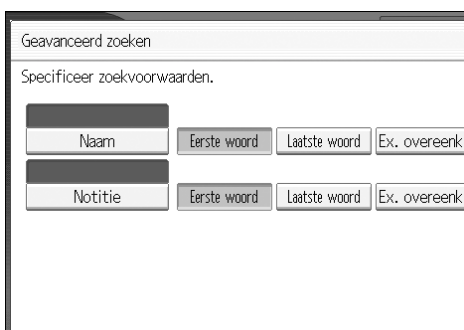 Geavanceerd zoeken
Specificeer zoekvoorwaarden.
Naam Eerste woord Laatste woord Ex. overeenk
Notitie Eerste woord Laatste woord Ex. overeenk